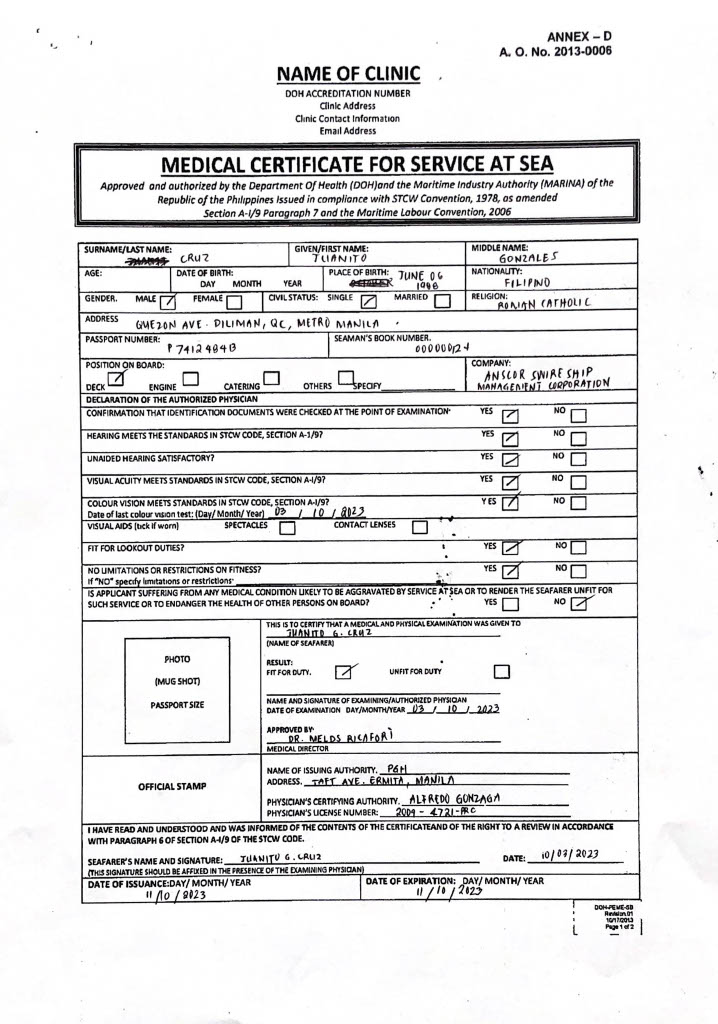 ANNEX – D
A. O. No. 2013-0006
NAME OF CLINIC
DOH ACCREDITATION NUMBER
Clinic Address
Clinic Contact Information
Email Address
MEDICAL CERTIFICATE FOR SERVICE AT SEA
Approved and authorized by the Department Of Health (DOH)and the Maritime Industry Authority (MARINA) of the
Republic of the Philippines Issued in compliance with STCW Convention, 1978, as amended
Section A-I/9 Paragraph 7 and the Maritime Labour Convention, 2006
SURNAME/LAST NAME: GIVEN/FIRST NAME: MIDDLE NAME:
CRUZ JUANITO GONZALES
AGE: DATE OF BIRTH: PLACE OF BIRTH: JUNE 06 NATIONALITY:
DAY MONTH YEAR 1998 FILIPINO
GENDER. MALE FEMALE CIVIL STATUS: SINGLE MARRIED RELIGION:
ROMAN CATHOLIC
ADDRESS
QUEZON AVE. DILIMAN, QC, METRO MANILA
PASSPORT NUMBER: SEAMAN'S BOOK NUMBER.
P7412484B
POSITION ON BOARD: COMPANY:
DECK ENGINE CATERING OTHERS SPECIFY ANSCOR SWIRE SHIP
MANAGEMENT CORPORATION
DECLARATION OF THE AUTHORIZED PHYSICIAN
CONFIRMATION THAT IDENTIFICATION DOCUMENTS WERE CHECKED AT THE POINT OF EXAMINATION· YES NO
HEARING MEETS THE STANDARDS IN STCW CODE, SECTION A-1/9? YES NO
UNAIDED HEARING SATISFACTORY? YES NO
VISUAL ACUITY MEETS STANDARDS IN STCW CODE, SECTION A-I/9? YES NO
COLOUR VISION MEETS STANDARDS IN STCW CODE, SECTION A-I/9? YES NO
Date of last colour vision test: (Day/ Month/ Year) 03 / 10 / 2023
VISUAL AIDS (tick if worn) SPECTACLES CONTACT LENSES
FIT FOR LOOKOUT DUTIES? YES NO
NO LIMITATIONS OR RESTRICTIONS ON FITNESS? YES NO
If "NO" specify limitations or restrictions·
IS APPLICANT SUFFERING FROM ANY MEDICAL CONDITION LIKELY TO BE AGGRAVATED BY SERVICE AT SEA OR TO RENDER THE SEAFARER UNFIT FOR
SUCH SERVICE OR TO ENDANGER THE HEALTH OF OTHER PERSONS ON BOARD? YES NO
THIS IS TO CERTIFY THAT A MEDICAL AND PHYSICAL EXAMINATION WAS GIVEN TO
JUANITO G. CRUZ
(NAME OF SEAFARER)
PHOTO
(MUG SHOT)
PASSPORT SIZE
RESULT:
FIT FOR DUTY. UNFIT FOR DUTY
NAME AND SIGNATURE OF EXAMINING/AUTHORIZED PHYSICIAN
DATE OF EXAMINATION DAY/MONTH/YEAR 03 / 10 / 2023
APPROVED BY·
DR. MELDS RICAFORT
MEDICAL DIRECTOR
OFFICIAL STAMP
NAME OF ISSUING AUTHORITY. PGH
ADDRESS. TAFT AVE. ERMITA, MANILA
PHYSICIAN'S CERTIFYING AUTHORITY. ALFREDO GONZAGA
PHYSICIAN'S LICENSE NUMBER: 2009 - 4721-PRC
I HAVE READ AND UNDERSTOOD AND WAS INFORMED OF THE CONTENTS OF THE CERTIFICATEAND OF THE RIGHT TO A REVIEW IN ACCORDANCE
WITH PARAGRAPH 6 OF SECTION A-I/9 OF THE STCW CODE.
SEAFARER'S NAME AND SIGNATURE: JUANITO G. CRUZ DATE: 10/03/2023
(THIS SIGNATURE SHOULD BE AFFIXED IN THE PRESENCE OF THE EXAMINING PHYSICIAN)
DATE OF ISSUANCE:DAY/ MONTH/ YEAR DATE OF EXPIRATION: DAY/ MONTH/ YEAR
11/10/2023 11/10/2023
DOH-PEME-SB
Revision.01
10/17/2013
Page 1 of 2